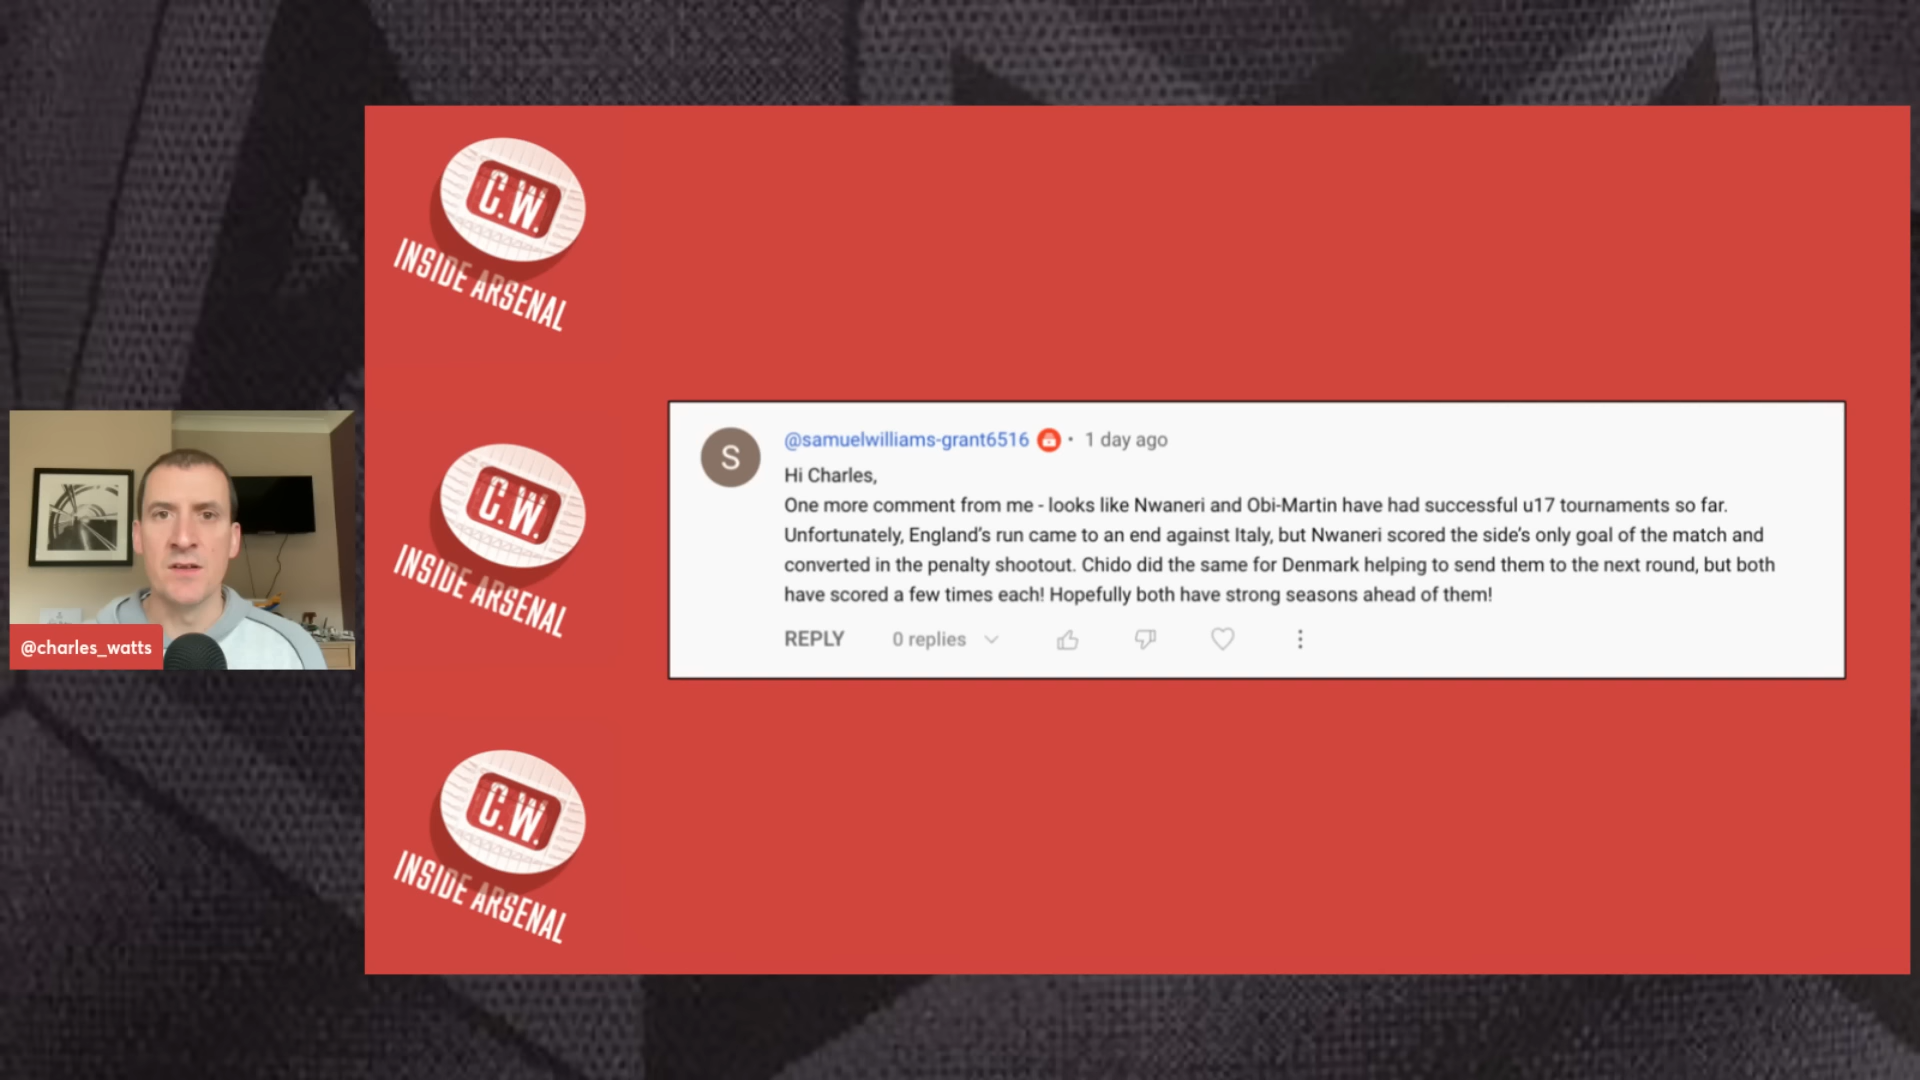 C.W.
INSIDE ARSENAL
@samuelwilliams-grant6516 • 1 day ago
S
Hi Charles,
One more comment from me - looks like Nwaneri and Obi-Martin have had successful u17 tournaments so far.
Unfortunately, England's run came to an end against Italy, but Nwaneri scored the side's only goal of the match and
converted in the penalty shootout. Chido did the same for Denmark helping to send them to the next round, but both
have scored a few times each! Hopefully both have strong seasons ahead of them!
REPLY 0 replies
C.W.
INSIDE ARSENAL
@charles_watts
C.W.
INSIDE ARSENAL